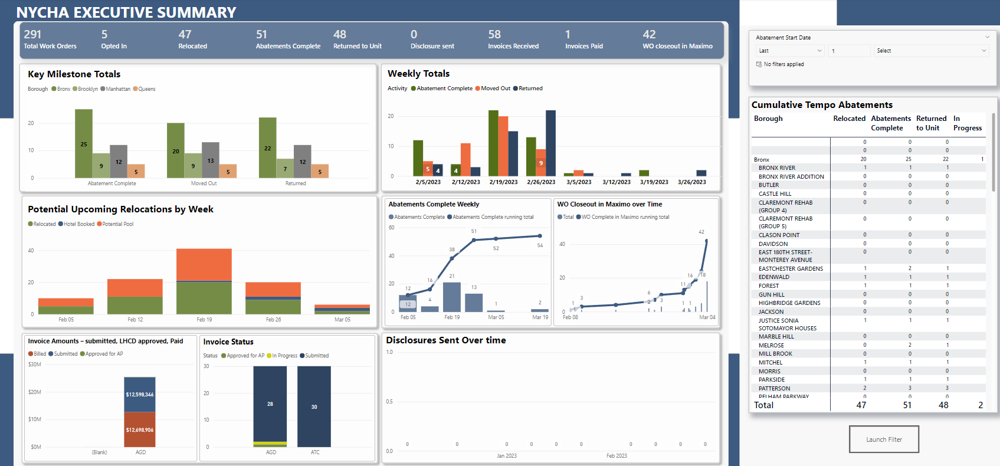 NYCHA EXECUTIVE SUMMARY
291 5 47 51 48 0 58 1 42
Total Work Orders Opted In Relocated Abatements Complete Returned to Unit Disclosure sent Invoices Received Invoices Paid WO closeout in Maximo
Key Milestone Totals
Borough Bronx Brooklyn Manhattan Queens
20
10
0
25 9 12 5
20 9 13 5
22 7 12 5
Abatement Complete Moved Out Returned
Weekly Totals
Activity Abatement Complete Moved Out Returned
20
10
0
5 4 4 9
2/5/2023 2/12/2023 2/19/2023 2/26/2023 3/5/2023 3/12/2023 3/19/2023 3/26/2023
Potential Upcoming Relocations by Week
Relocated Hotel Booked Potential Pool
40
20
0
Feb 05 Feb 12 Feb 19 Feb 26 Mar 05
Abatements Complete Weekly
Abatements Complete Abatements Complete running total
60
40
20
0
12 16 38 51 52 54
12 4 21 13 1 2
Feb 05 Feb 19 Mar 05 Mar 19
WO Closeout in Maximo over Time
Total WO Complete in Maximo running total
40
20
0
1 3 6 11 16 42
2 3 1 1 18
Feb 08 Mar 04
Invoice Amounts – submitted, LHCD approved, Paid
Billed Submitted Approved for AP
$30M
$20M
$10M
$0M
$12,598,346
$12,698,906
(Blank) AGD
Invoice Status
Status Approved for AP In Progress Submitted
30
20
10
0
28 30
AGD ATC
Disclosures Sent Over time
1.0
0.5
0.0
0 0 0 0 0 0 0 0 0
Jan 2023 Feb 2023
Abatement Start Date
Last 1 Select
No filters applied
Cumulative Tempo Abatements
Borough Relocated Abatements Complete Returned to Unit In Progress
0 0 0
0 0 0
Bronx 20 25 22 1
BRONX RIVER 1 1 1
BRONX RIVER ADDITION 0 0 0
BUTLER 0 0 0
CASTLE HILL 0 0 0
CLAREMONT REHAB 0 0 0
(GROUP 4)
CLAREMONT REHAB 0 0 0
(GROUP 5)
CLASON POINT 0 0 0
DAVIDSON 0 0 0
EAST 180TH STREET- 0 0 0
MONTEREY AVENUE
EASTCHESTER GARDENS 1 2 1
EDENWALD 1 1 1
FOREST 1 1 1
GUN HILL 0 0 0
HIGHBRIDGE GARDENS 0 0 0
JACKSON 0 0 0
JUSTICE SONIA 1 1 1
SOTOMAYOR HOUSES
MARBLE HILL 0 0 0
MELROSE 0 2 1
MILL BROOK 0 0 0
MITCHEL 1 1 1
MORRIS 0 0 0
PARKSIDE 1 1 1
PATTERSON 2 3 3
PELHAM PARKWAY 0 0 0
Total 47 51 48 2
Launch Filter